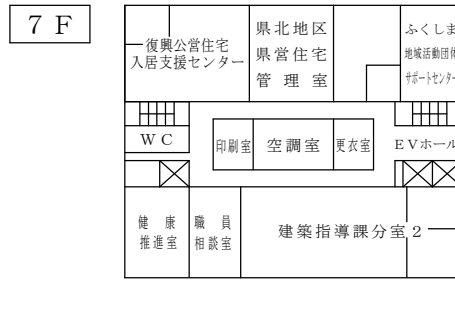 ７Ｆ
復興公営住宅
入居支援センター
県北地区
県営住宅
管理室
ふくしま
地域活動団体
サポートセンター
ＷＣ
印刷室
空調室
更衣室
ＥＶホール
健康
推進室
職員
相談室
建築指導課分室２